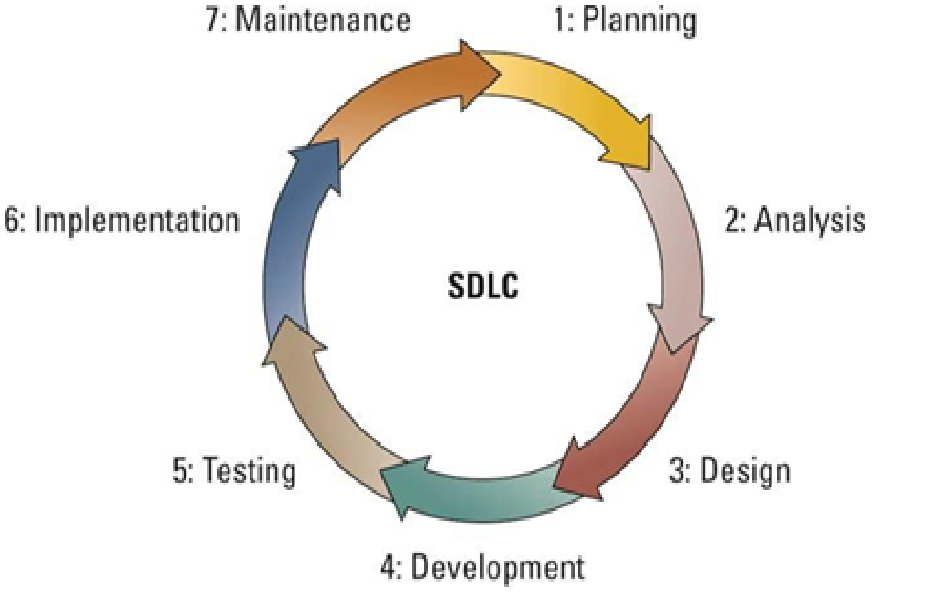 7: Maintenance
1: Planning
6: Implementation
2: Analysis
SDLC
5: Testing
3: Design
4: Development